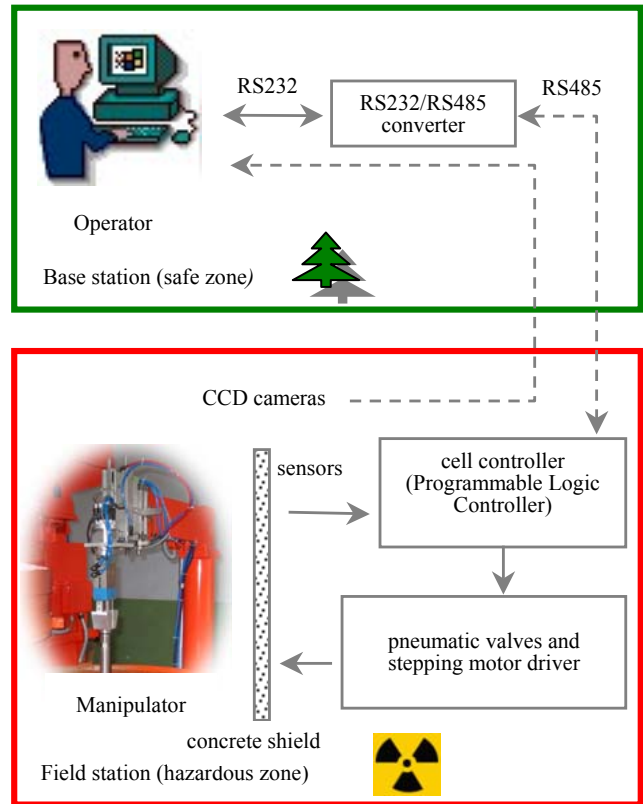 RS232
RS232/RS485
converter
RS485
Operator
Base station (safe zone)
CCD cameras
sensors
cell controller
(Programmable Logic
Controller)
pneumatic valves and
stepping motor driver
Manipulator
concrete shield
Field station (hazardous zone)